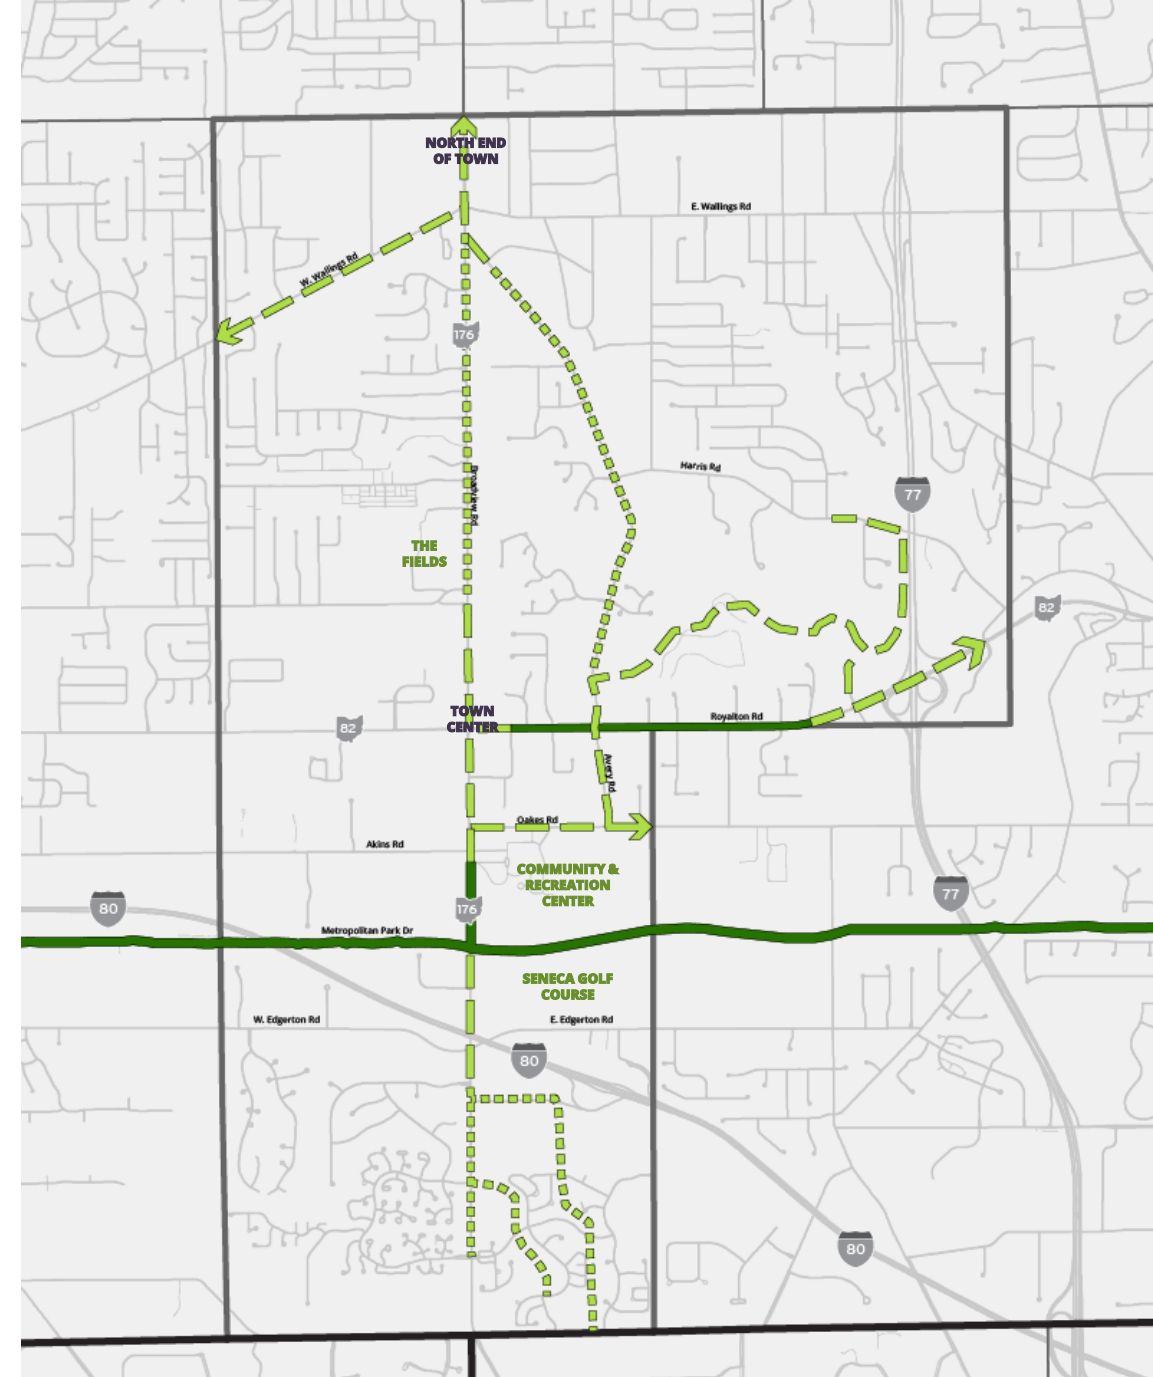 NORTH END
OF TOWN
E. Wallings Rd
W. Wallings Rd
176
Broadview Rd
Harris Rd
77
THE
FIELDS
82
TOWN
CENTER
82
Royalton Rd
Avery Rd
Oakes Rd
Akins Rd
COMMUNITY &
RECREATION
CENTER
80
176
77
Metropolitan Park Dr
SENECA GOLF
COURSE
W. Edgerton Rd
E. Edgerton Rd
80
80